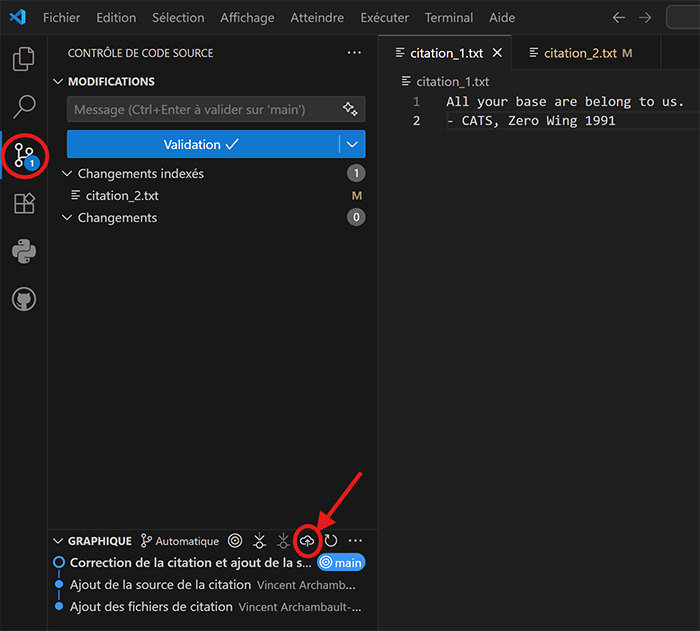 Fichier Edition Sélection Affichage Atteindre Exécuter Terminal Aide
CONTRÔLE DE CODE SOURCE
MODIFICATIONS
Message (Ctrl+Enter à valider sur 'main')
Validation
Changements indexés 1
citation_2.txt M
Changements 0
1
GRAPHIQUE Automatique
Correction de la citation et ajout de la s... main
Ajout de la source de la citation Vincent Archamb...
Ajout des fichiers de citation Vincent Archambault-...
citation_1.txt citation_2.txt M
citation_1.txt
1 All your base are belong to us.
2 - CATS, Zero Wing 1991